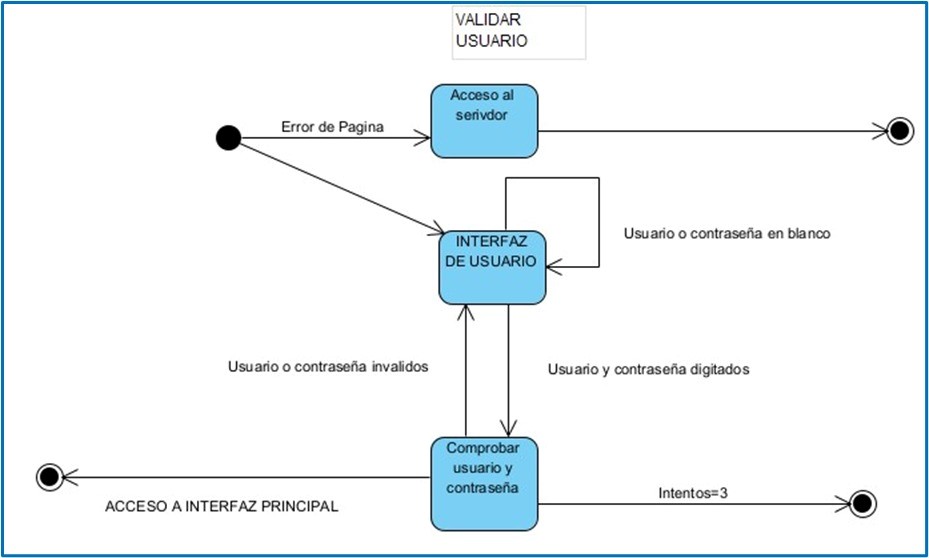 VALIDAR
USUARIO
Acceso al
serivdor
Error de Pagina
INTERFAZ
DE USUARIO
Usuario o contraseña en blanco
Usuario o contraseña invalidos
Usuario y contraseña digitados
Comprobar
usuario y
contraseña
Intentos=3
ACCESO A INTERFAZ PRINCIPAL